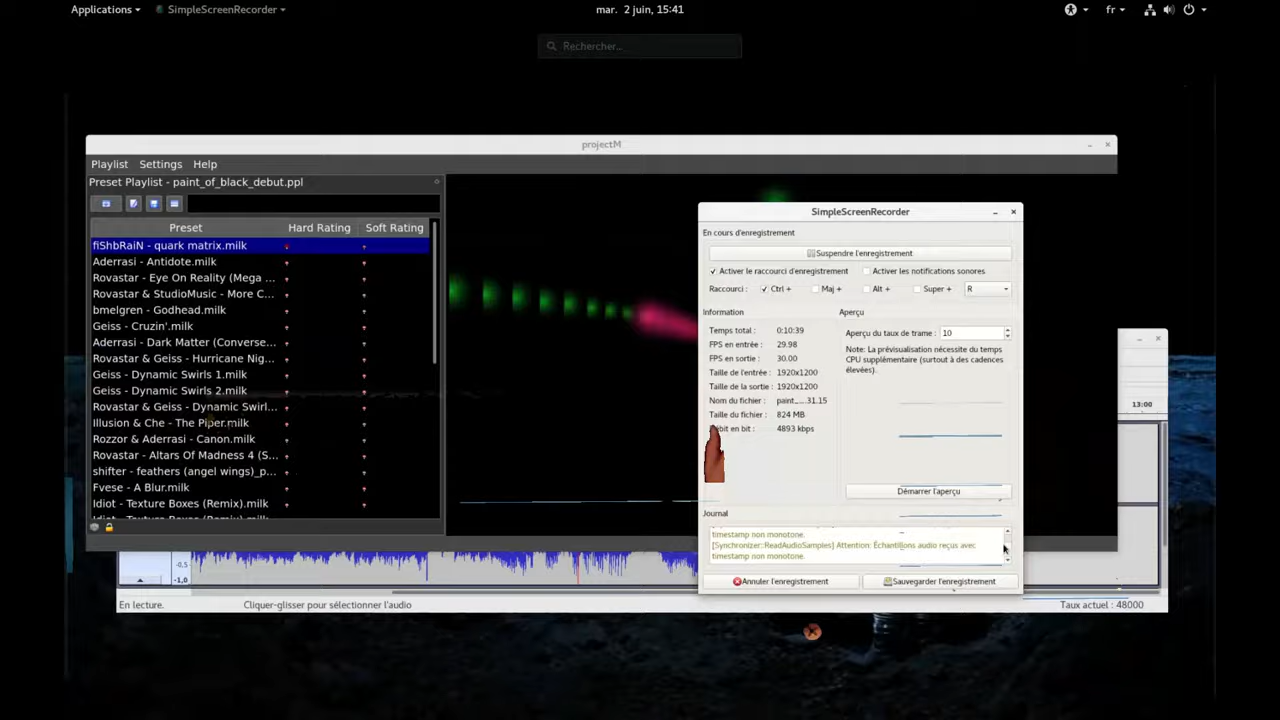 Applications
SimpleScreenRecorder
mar. 2 juin, 15:41
fr
Rechercher...
projectM
Playlist Settings Help
Preset Playlist - paint_of_black_debut.ppl
Preset Hard Rating Soft Rating
fiShbRaiN - quark matrix.milk
Aderrasi - Antidote.milk
Rovastar - Eye On Reality (Mega ...
Rovastar & StudioMusic - More C...
bmelgren - Godhead.milk
Geiss - Cruzin'.milk
Aderrasi - Dark Matter (Converse...
Rovastar & Geiss - Hurricane Nig...
Geiss - Dynamic Swirls 1.milk
Geiss - Dynamic Swirls 2.milk
Rovastar & Geiss - Dynamic Swirl...
Illusion & Che - The Piper.milk
Rozzor & Aderrasi - Canon.milk
Rovastar - Altars Of Madness 4 (S...
shifter - feathers (angel wings)_p...
Fvese - A Blur.milk
Idiot - Texture Boxes (Remix).milk
SimpleScreenRecorder
En cours d'enregistrement
Suspendre l'enregistrement
Activer le raccourci d'enregistrement
Activer les notifications sonores
Raccourci : Ctrl + Maj + Alt + Super + R
Information
Temps total : 0:10:39
FPS en entrée : 29.98
FPS en sortie : 30.00
Taille de l'entrée : 1920x1200
Taille de la sortie : 1920x1200
Nom du fichier : paint_...31.15
Taille du fichier : 824 MB
Débit en bit : 4893 kbps
Aperçu
Aperçu du taux de trame : 10
Note: La prévisualisation nécessite du temps
CPU supplémentaire (surtout à des cadences
élevées).
Démarrer l'aperçu
Journal
timestamp non monotone.
[Synchronizer::ReadAudioSamples] Attention: Échantillons audio reçus avec
timestamp non monotone.
Annuler l'enregistrement
Sauvegarder l'enregistrement
13:00
-0.5
-1,0
En lecture.
Cliquer-glisser pour sélectionner l'audio
Taux actuel : 48000